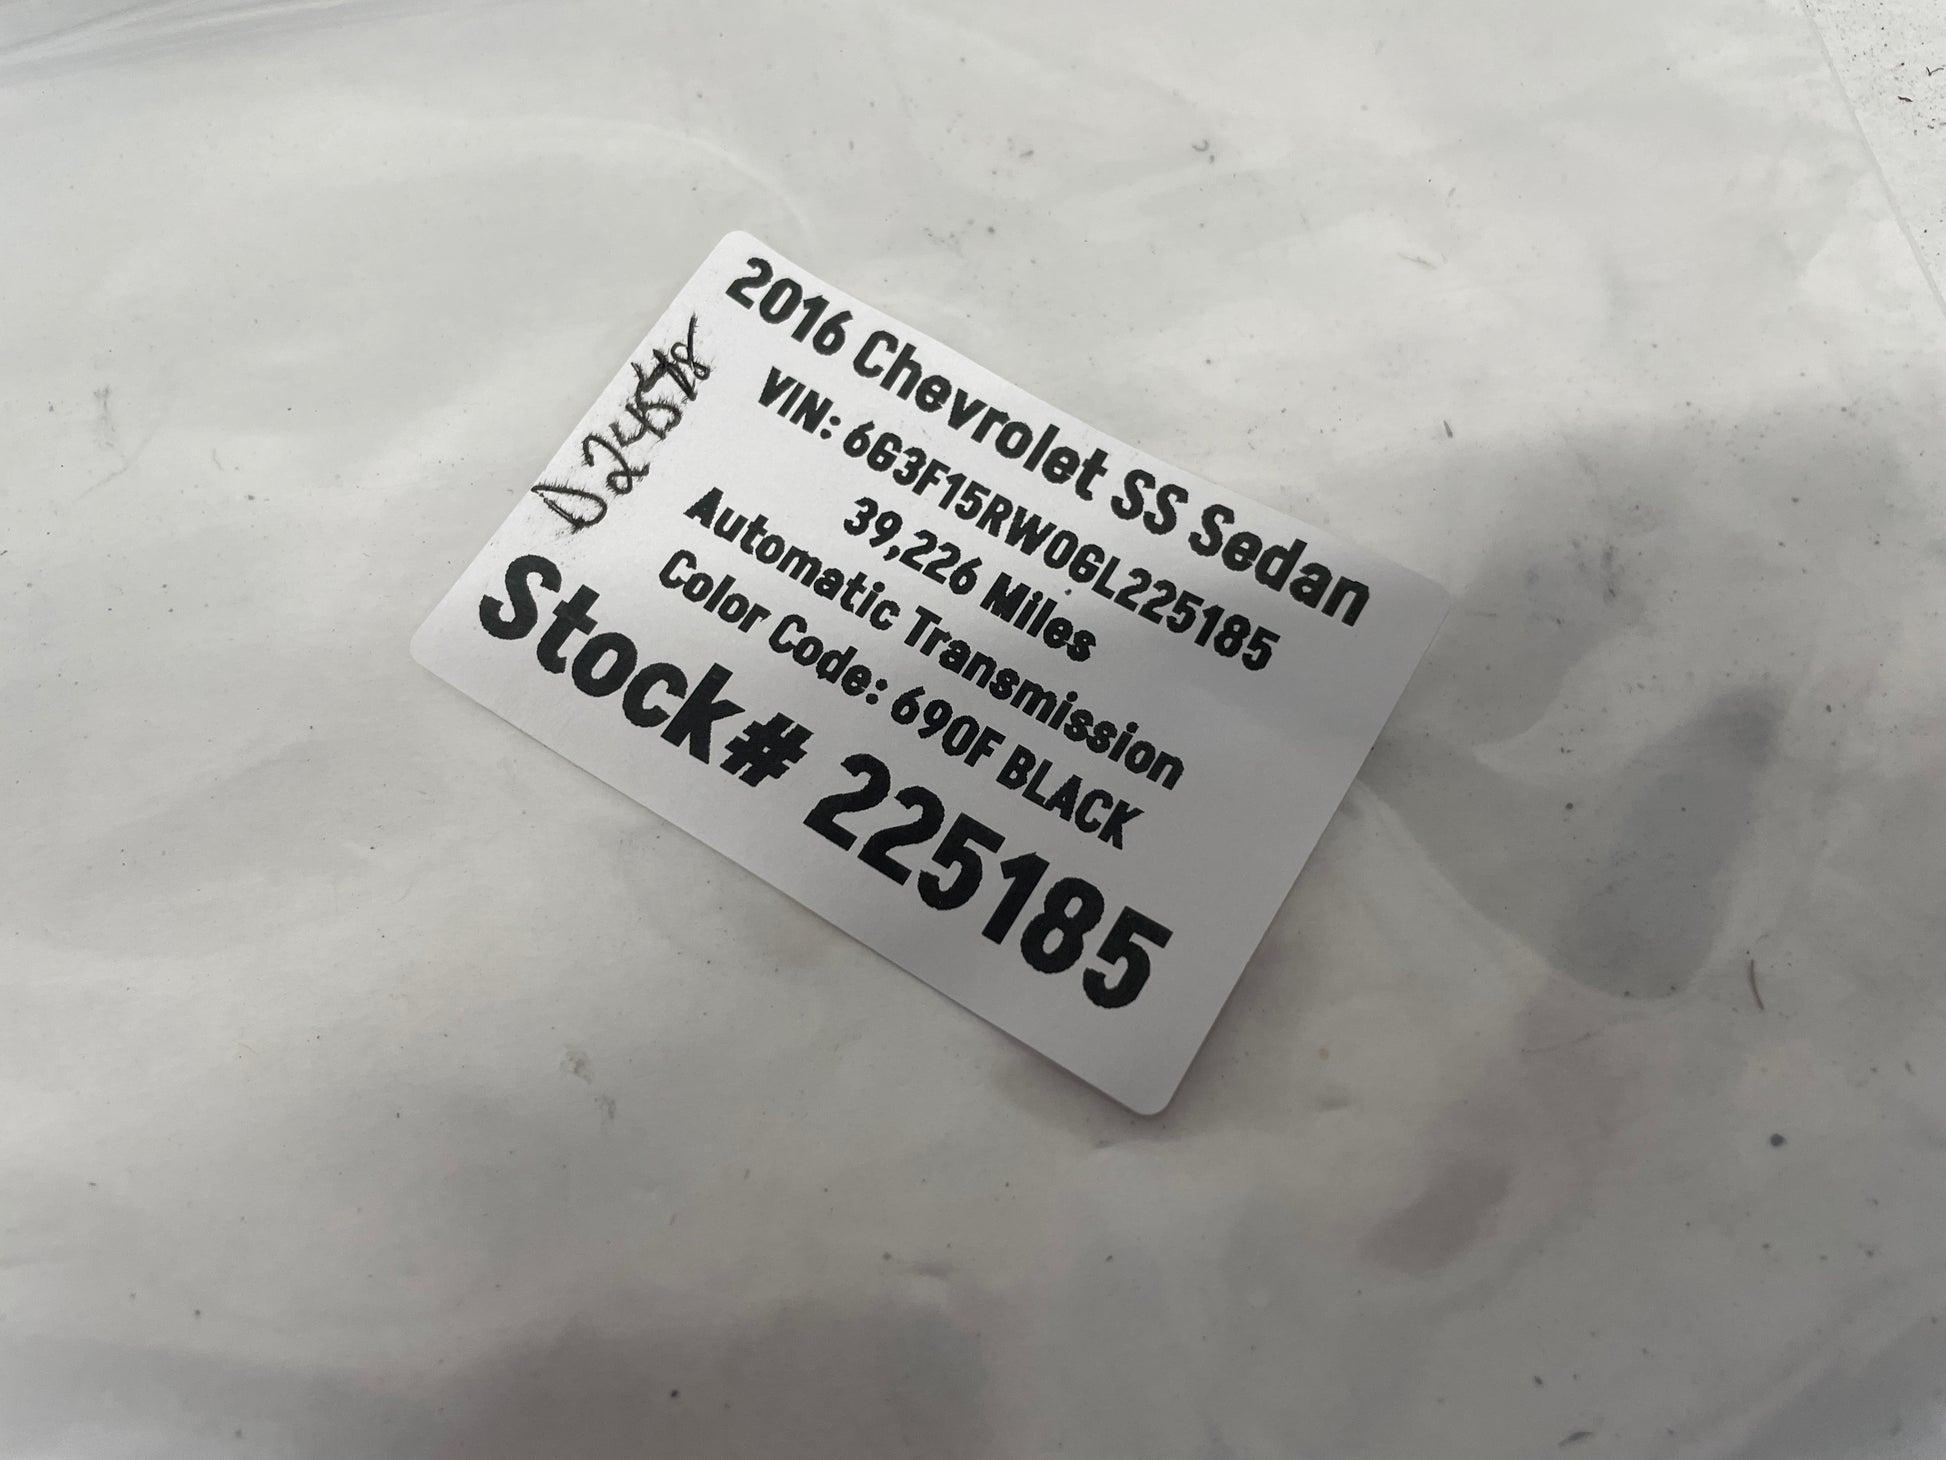 2016 Chevrolet SS Sedan
VIN: 6G3F15RW0GL225185
39,226 Miles
Automatic Transmission
Color Code: 690F BLACK
Stock# 225185